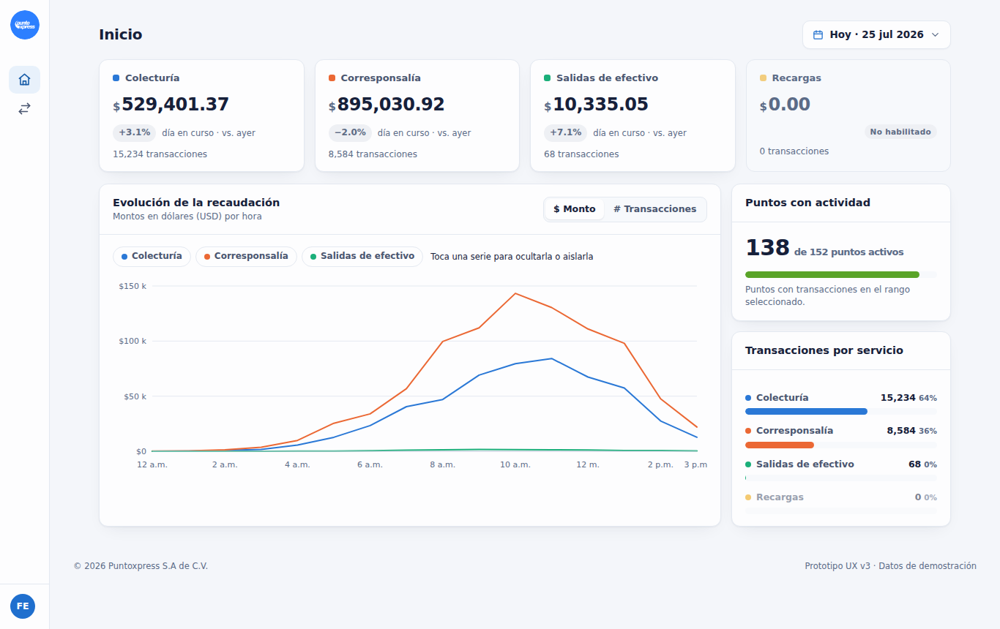 punto
xpress
Inicio
Hoy · 25 jul 2026
Colecturía
$529,401.37
+3.1% día en curso · vs. ayer
15,234 transacciones
Corresponsalía
$895,030.92
−2.0% día en curso · vs. ayer
8,584 transacciones
Salidas de efectivo
$10,335.05
+7.1% día en curso · vs. ayer
68 transacciones
Recargas
$0.00
No habilitado
0 transacciones
Evolución de la recaudación
Montos en dólares (USD) por hora
$ Monto # Transacciones
Colecturía Corresponsalía Salidas de efectivo Toca una serie para ocultarla o aislarla
$150 k
$100 k
$50 k
$0
12 a.m. 2 a.m. 4 a.m. 6 a.m. 8 a.m. 10 a.m. 12 m. 2 p.m. 3 p.m
Puntos con actividad
138 de 152 puntos activos
Puntos con transacciones en el rango
seleccionado.
Transacciones por servicio
Colecturía 15,234 64%
Corresponsalía 8,584 36%
Salidas de efectivo 68 0%
Recargas 0 0%
© 2026 Puntoxpress S.A de C.V.
Prototipo UX v3 · Datos de demostración
FE